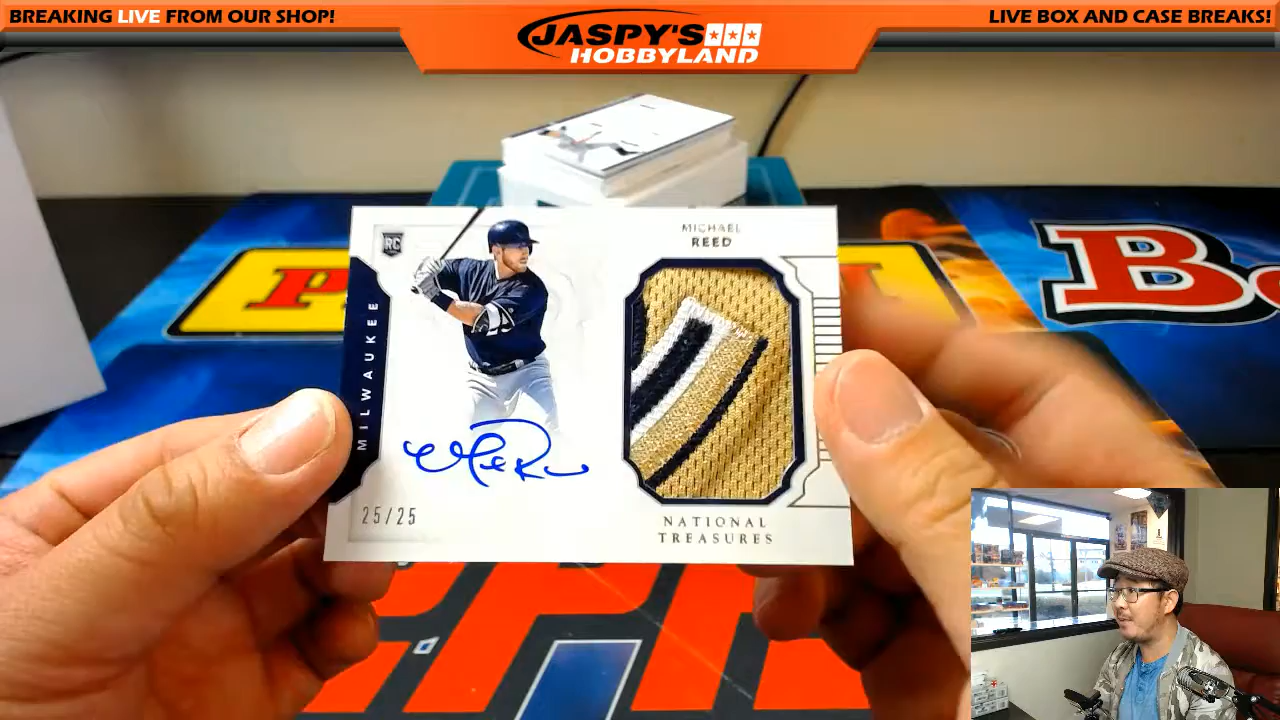 BREAKING LIVE FROM OUR SHOP!
JASPY'S
HOBBYLAND
LIVE BOX AND CASE BREAKS!
RC
MICHAEL
REED
MILWAUKEE
25/25
NATIONAL
TREASURES